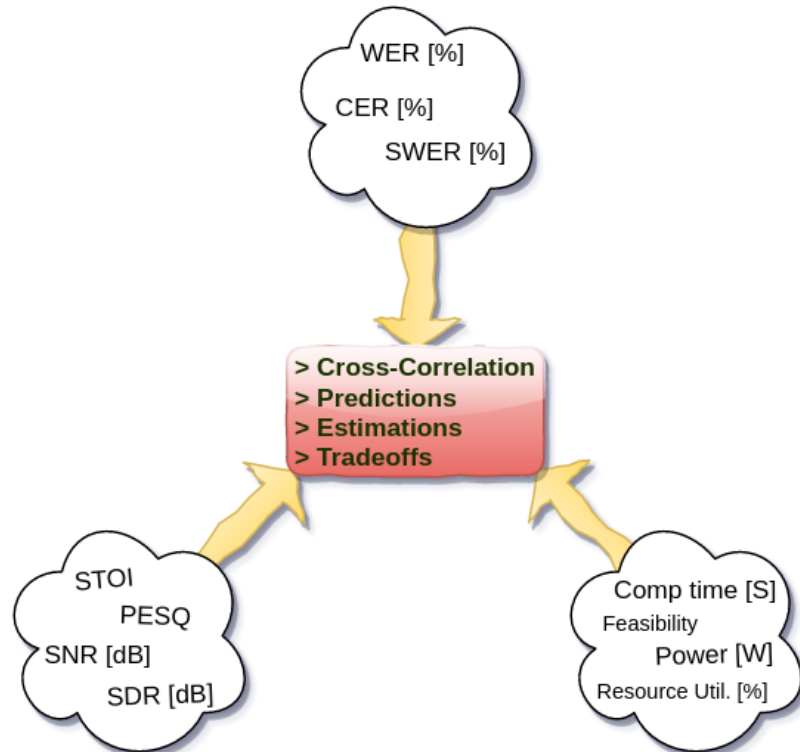 WER [%]
CER [%]
SWER [%]
> Cross-Correlation
> Predictions
> Estimations
> Tradeoffs
STOI
PESQ
SNR [dB]
SDR [dB]
Comp time [S]
Feasibility
Power [W]
Resource Util. [%]